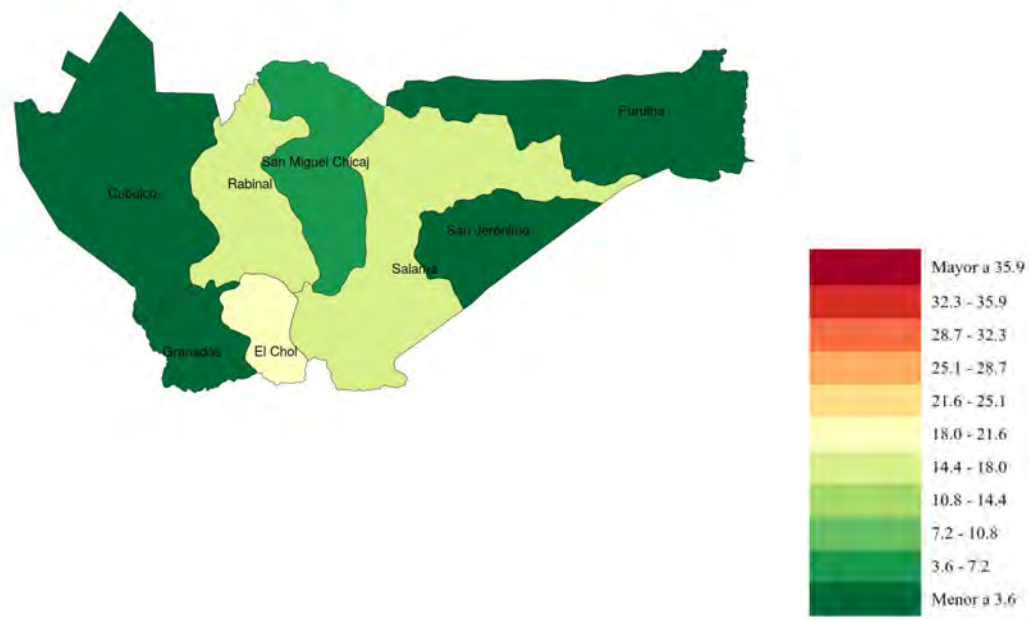 Purulha
San Miguel Chicaj
Rabinal
Cubulco
San Jerónimo
Salamá
Granados
El Chol
Mayor a 35.9
32.3 - 35.9
28.7 - 32.3
25.1 - 28.7
21.6 - 25.1
18.0 - 21.6
14.4 - 18.0
10.8 - 14.4
7.2 - 10.8
3.6 - 7.2
Menor a 3.6